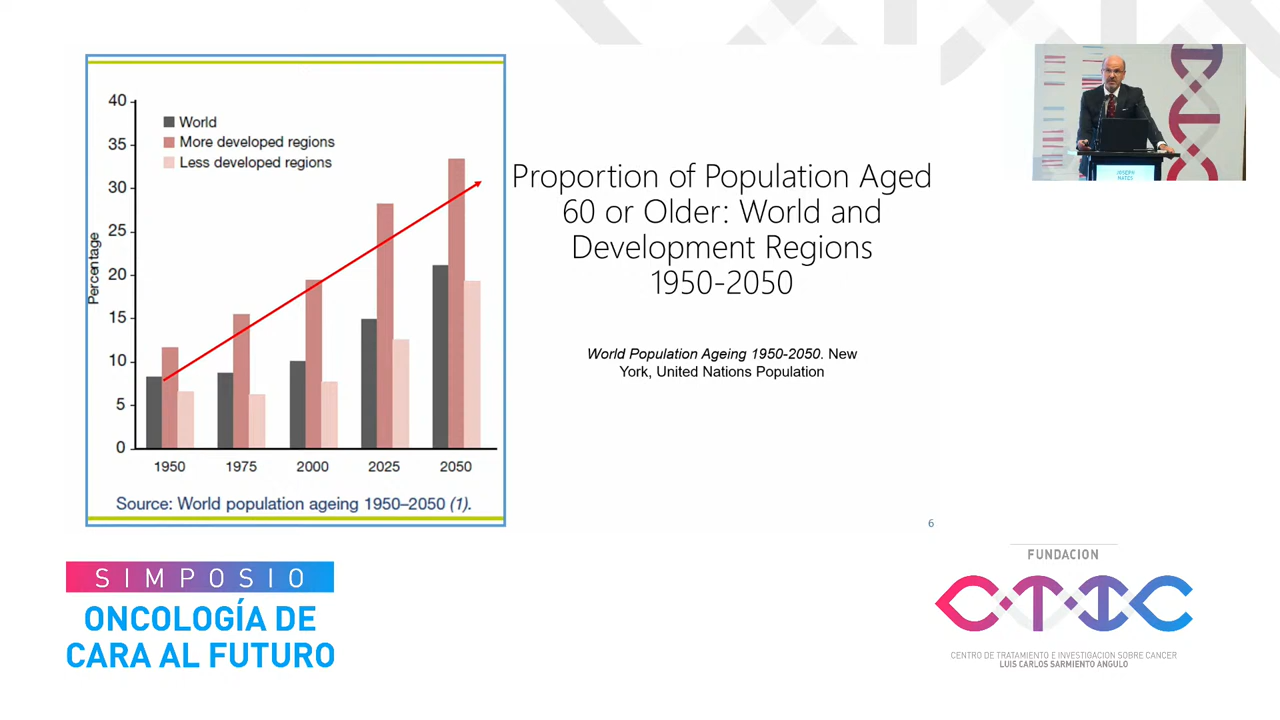 40
35
30
25
20
15
10
5
0
Percentage
World
More developed regions
Less developed regions
1950 1975 2000 2025 2050
Source: World population ageing 1950–2050 (1).
Proportion of Population Aged
60 or Older: World and
Development Regions
1950-2050
World Population Ageing 1950-2050. New
York, United Nations Population
6
JOSEPH
NATES
SIMPOSIO
ONCOLOGÍA DE
CARA AL FUTURO
FUNDACION
CTIC
CENTRO DE TRATAMIENTO E INVESTIGACION SOBRE CANCER
LUIS CARLOS SARMIENTO ANGULO